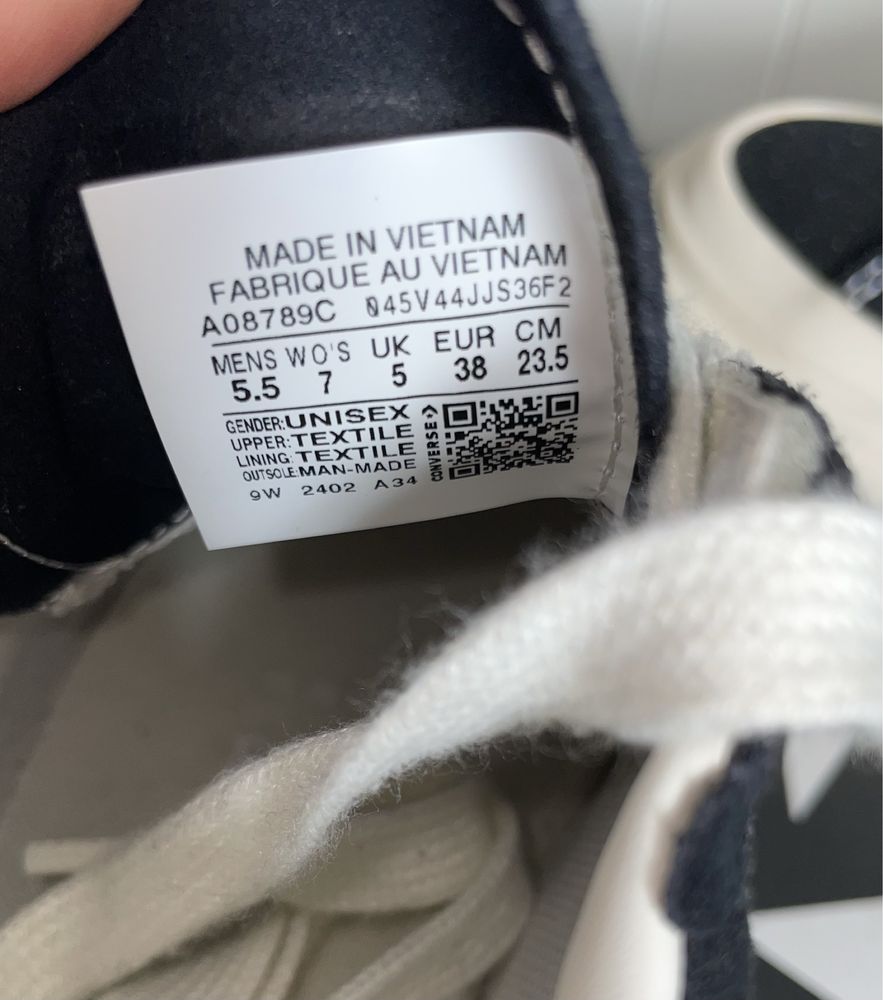 MADE IN VIETNAM
FABRIQUE AU VIETNAM
A08789C 045V44JJS36F2
MENS WO'S UK EUR CM
5.5 7 5 38 23.5
GENDER:UNISEX
UPPER:TEXTILE
LINING:TEXTILE
OUTSOLE:MAN-MADE
9W 2402 A34
CONVERSE